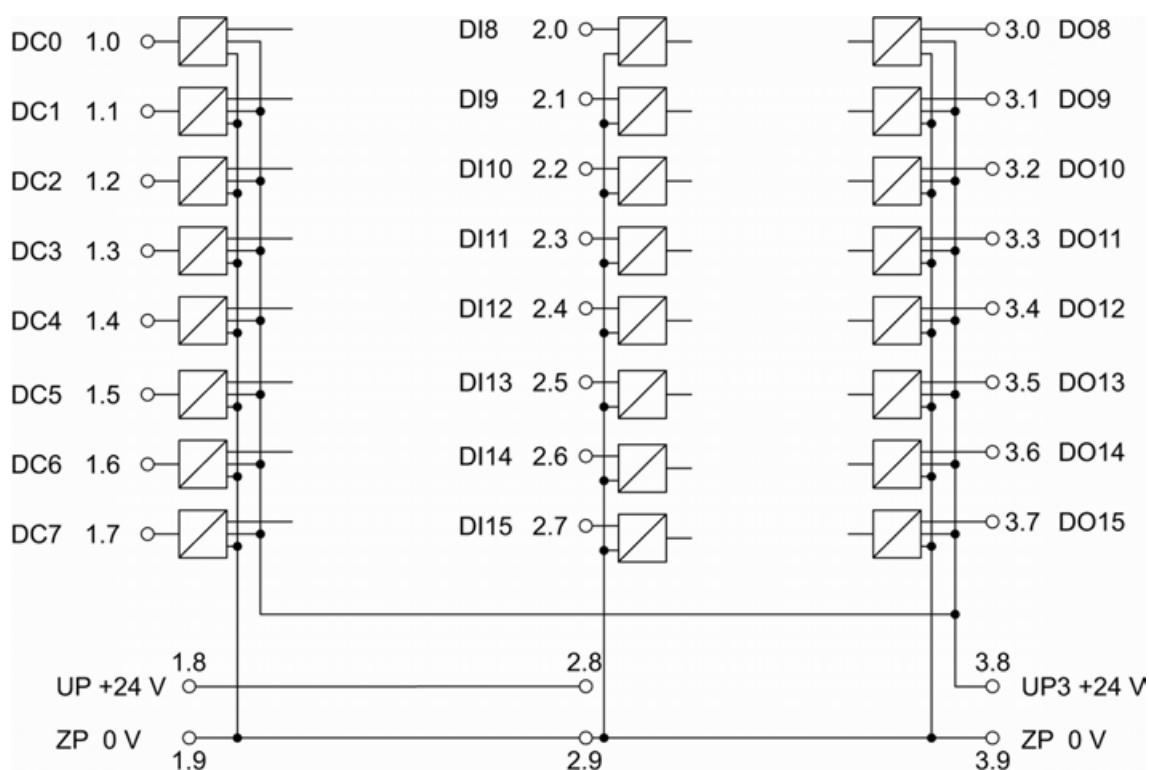 DC0 1.0 DI8 2.0 3.0 DO8
DC1 1.1 DI9 2.1 3.1 DO9
DC2 1.2 DI10 2.2 3.2 DO10
DC3 1.3 DI11 2.3 3.3 DO11
DC4 1.4 DI12 2.4 3.4 DO12
DC5 1.5 DI13 2.5 3.5 DO13
DC6 1.6 DI14 2.6 3.6 DO14
DC7 1.7 DI15 2.7 3.7 DO15
1.8 2.8 3.8
UP +24 V UP3 +24 V
ZP 0 V ZP 0 V
1.9 2.9 3.9